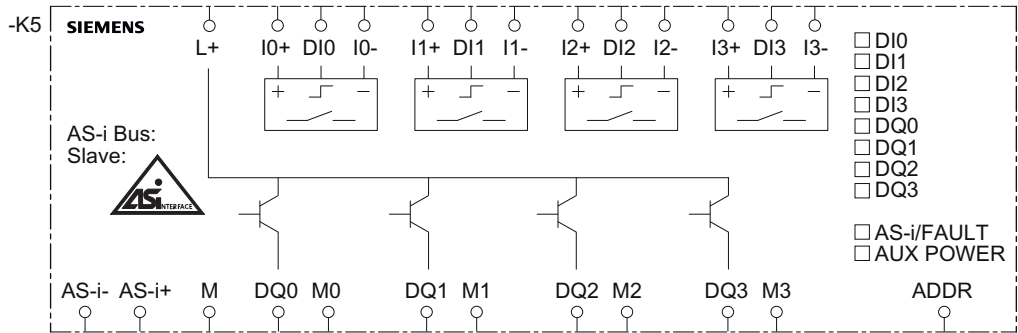 -K5
SIEMENS
L+ I0+ DI0 I0- I1+ DI1 I1- I2+ DI2 I2- I3+ DI3 I3-
+ - + - + - + -
AS-i Bus:
Slave:
ASi
INTERFACE
DI0
DI1
DI2
DI3
DQ0
DQ1
DQ2
DQ3
AS-i/FAULT
AUX POWER
AS-i- AS-i+ M DQ0 M0 DQ1 M1 DQ2 M2 DQ3 M3 ADDR